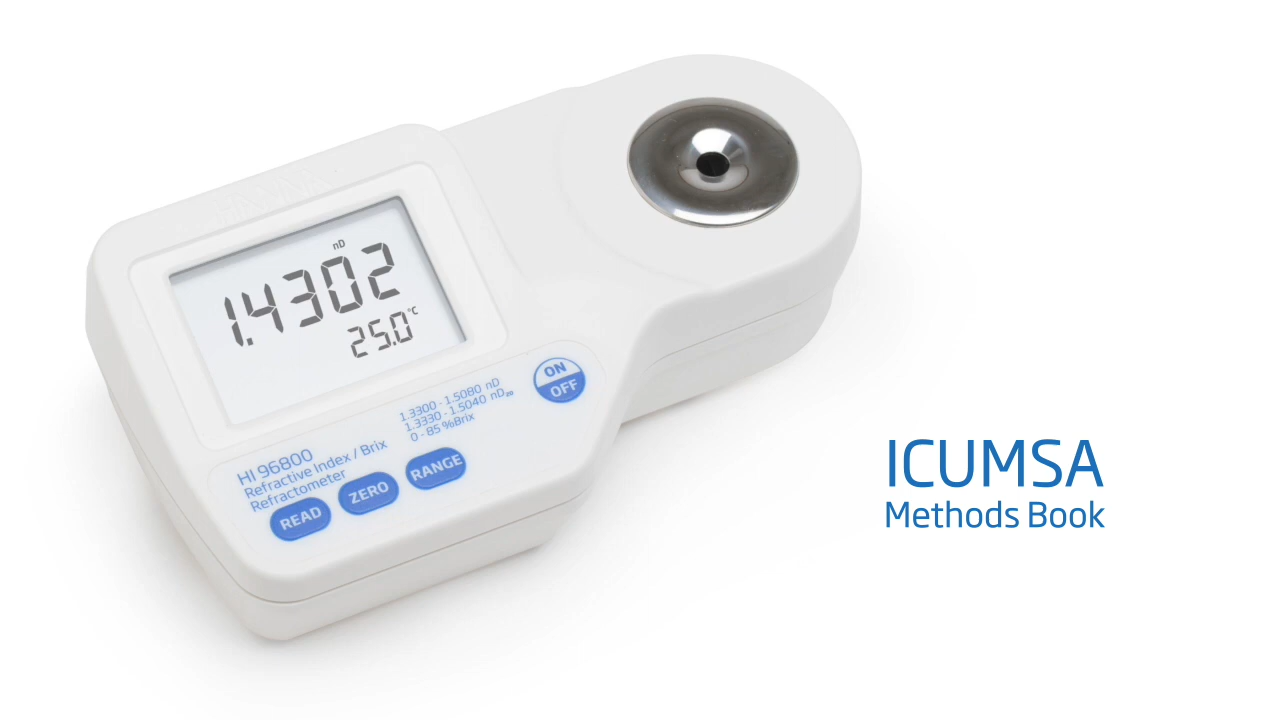 nD
1.4302
25.0°C
ON
OFF
1.3300 - 1.5080 nD
1.3330 - 1.5040 nD₂₀
0 - 85 %Brix
HI 96800
Refractive Index / Brix
Refractometer
READ
ZERO
RANGE
ICUMSA
Methods Book